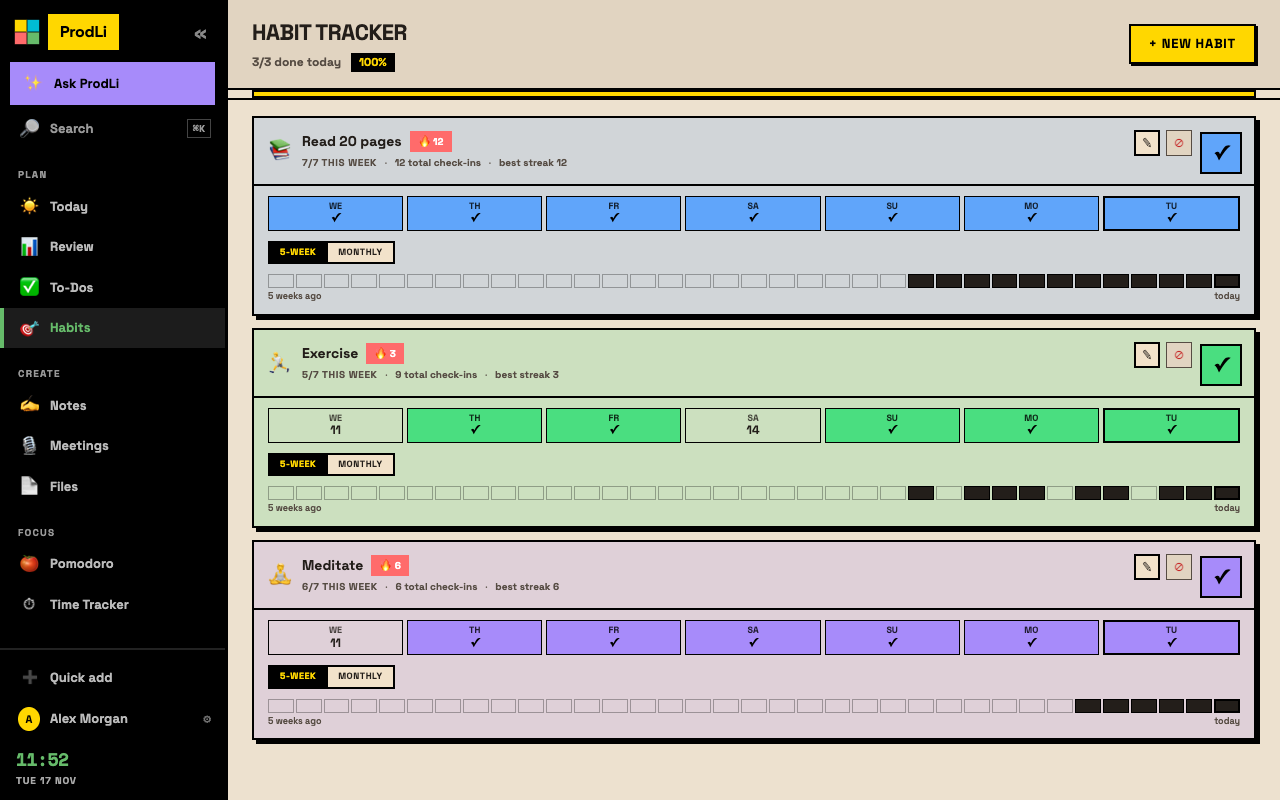 ProdLi
«
Ask ProdLi
Search ⌘K
PLAN
Today
Review
To-Dos
Habits
CREATE
Notes
Meetings
Files
FOCUS
Pomodoro
Time Tracker
Quick add
A Alex Morgan
11:52
TUE 17 NOV
HABIT TRACKER
3/3 done today 100%
+ NEW HABIT
Read 20 pages 🔥12
7/7 THIS WEEK · 12 total check-ins · best streak 12
WE TH FR SA SU MO TU
✓ ✓ ✓ ✓ ✓ ✓ ✓
5-WEEK MONTHLY
5 weeks ago today
Exercise 🔥3
5/7 THIS WEEK · 9 total check-ins · best streak 3
WE TH FR SA SU MO TU
11 ✓ ✓ 14 ✓ ✓ ✓
5-WEEK MONTHLY
5 weeks ago today
Meditate 🔥6
6/7 THIS WEEK · 6 total check-ins · best streak 6
WE TH FR SA SU MO TU
11 ✓ ✓ ✓ ✓ ✓ ✓
5-WEEK MONTHLY
5 weeks ago today